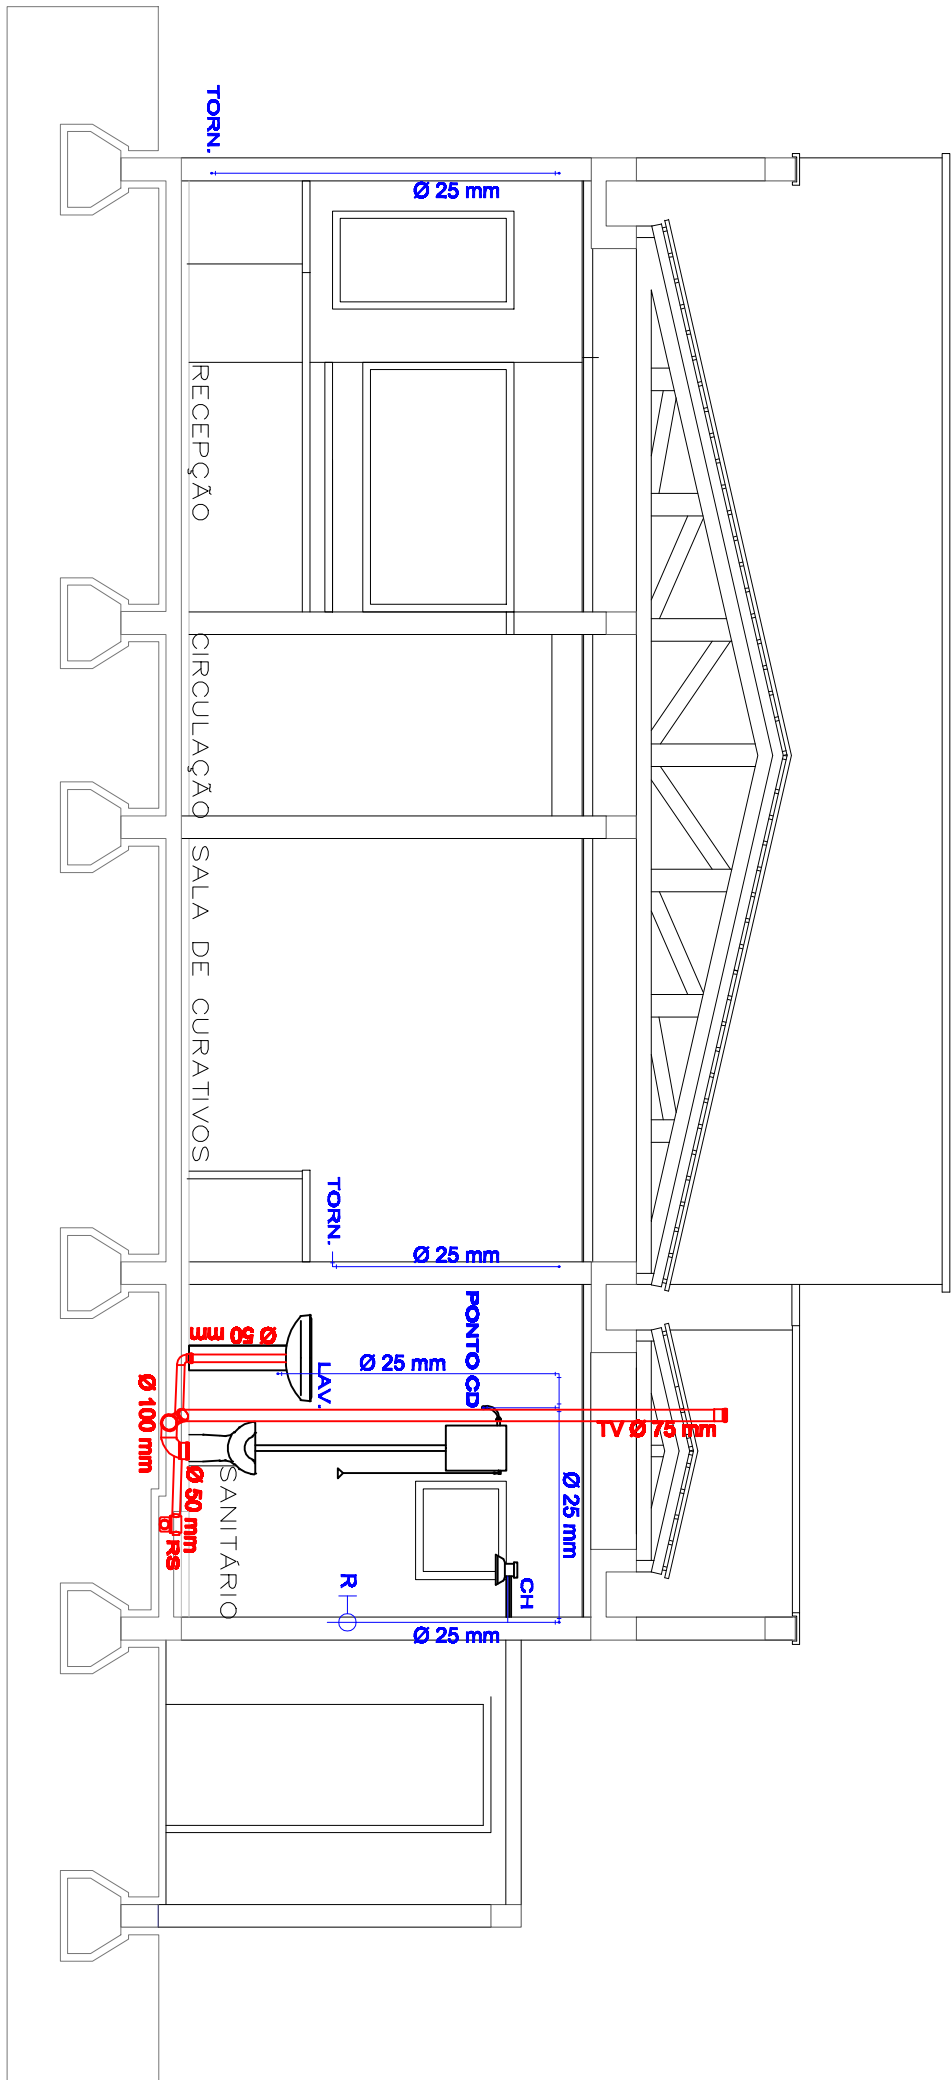 TORN.
Ø 25 mm
RECEPÇÃO
CIRCULAÇÃO
SALA DE CURATIVOS
TORN.
Ø 25 mm
PONTO CD
Ø 50 mm
LAV.
Ø 25 mm
Ø 100 mm
TV Ø 75 mm
Ø 50 mm
RS
SANITÁRIO
Ø 25 mm
CH
R
Ø 25 mm